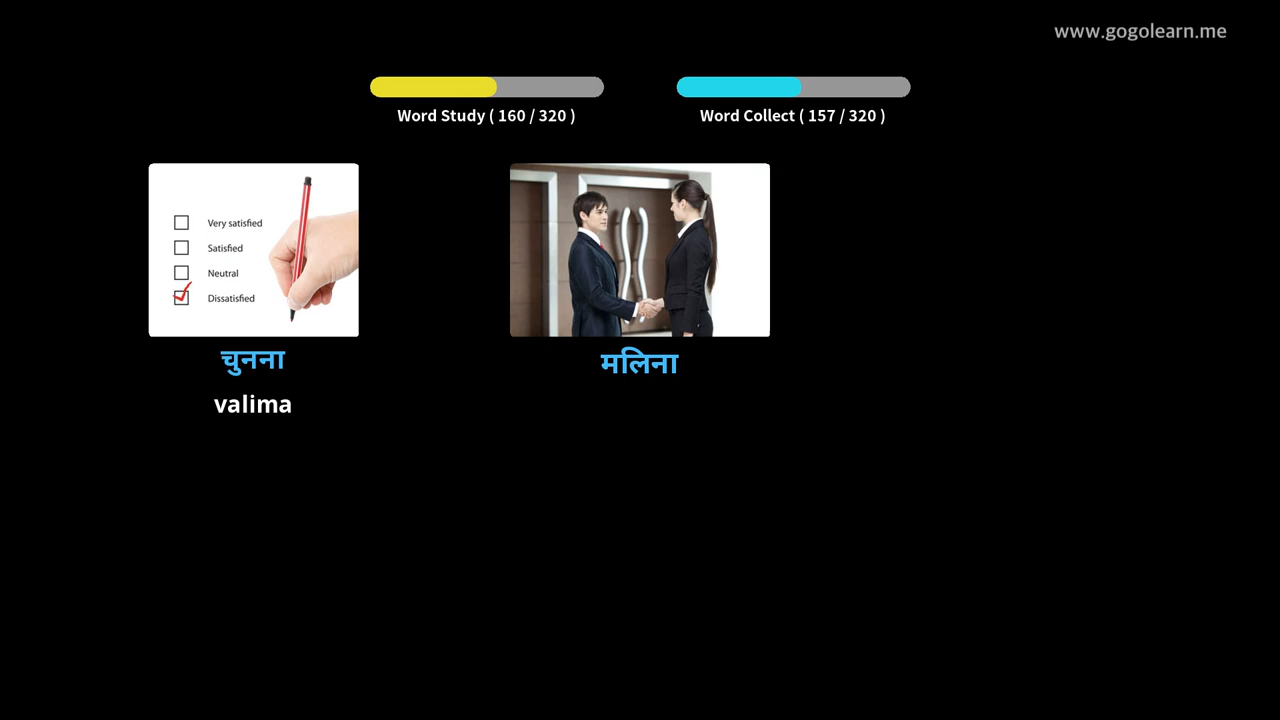 www.gogolearn.me
Word Study ( 160 / 320 )
Word Collect ( 157 / 320 )
Very satisfied
Satisfied
Neutral
Dissatisfied
चुनना
मलिना
valima